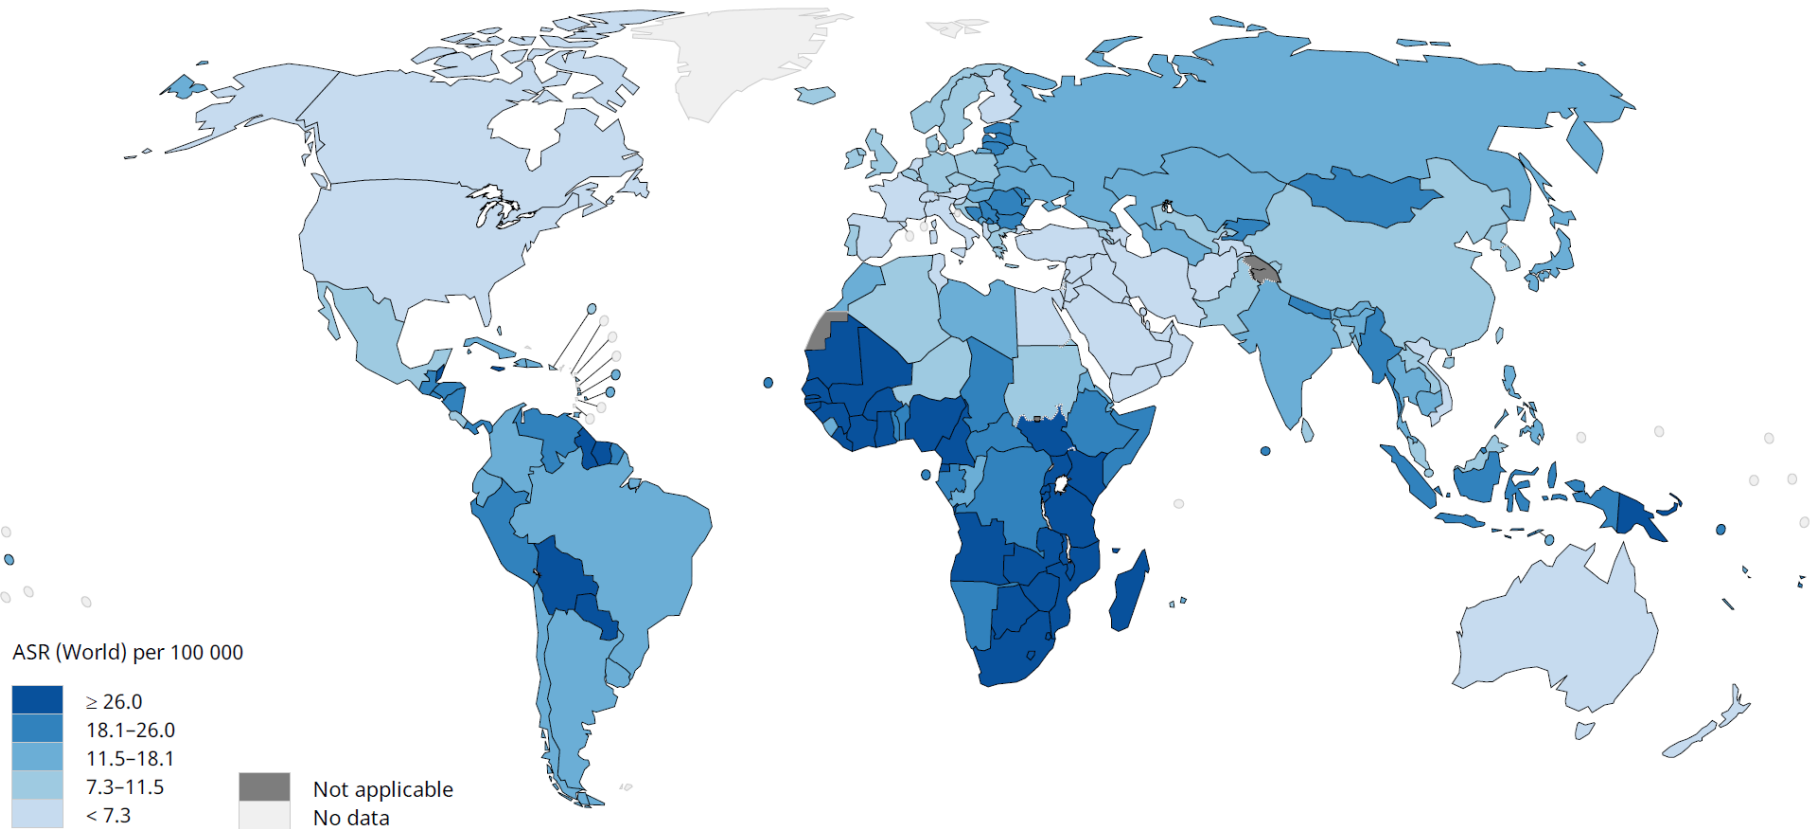 ASR (World) per 100 000
≥ 26.0
18.1–26.0
11.5–18.1
7.3–11.5
< 7.3
Not applicable
No data